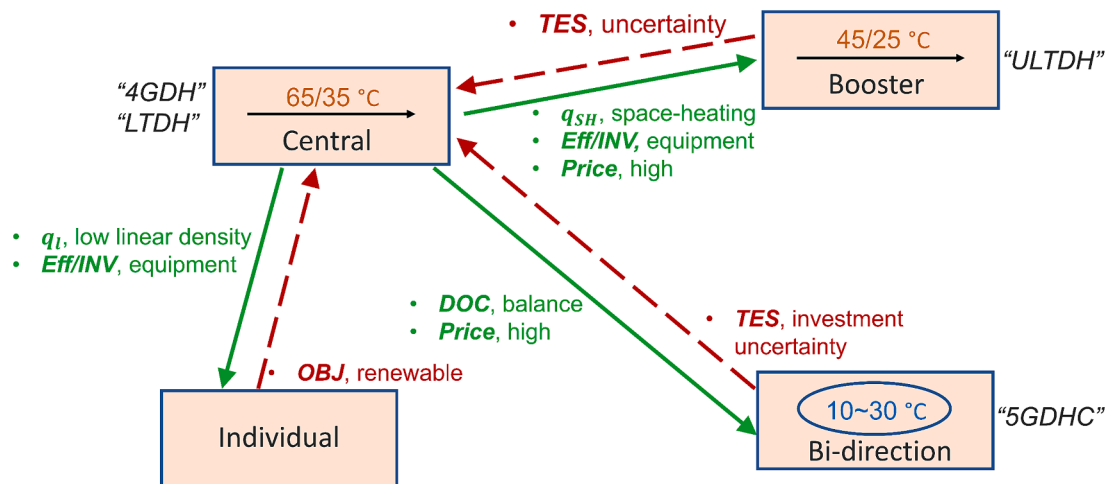 • TES, uncertainty
45/25 °C
Booster
“ULTDH”
“4GDH”
“LTDH”
65/35 °C
Central
• q_SH, space-heating
• Eff/INV, equipment
• Price, high
• q_l, low linear density
• Eff/INV, equipment
• DOC, balance
• Price, high
• TES, investment
uncertainty
• OBJ, renewable
Individual
10~30 °C
Bi-direction
“5GDHC”